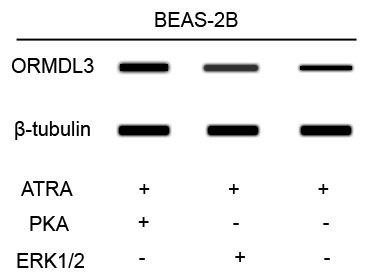 BEAS-2B
ORMDL3
β-tubulin
ATRA + + +
PKA + - -
ERK1/2 - + -